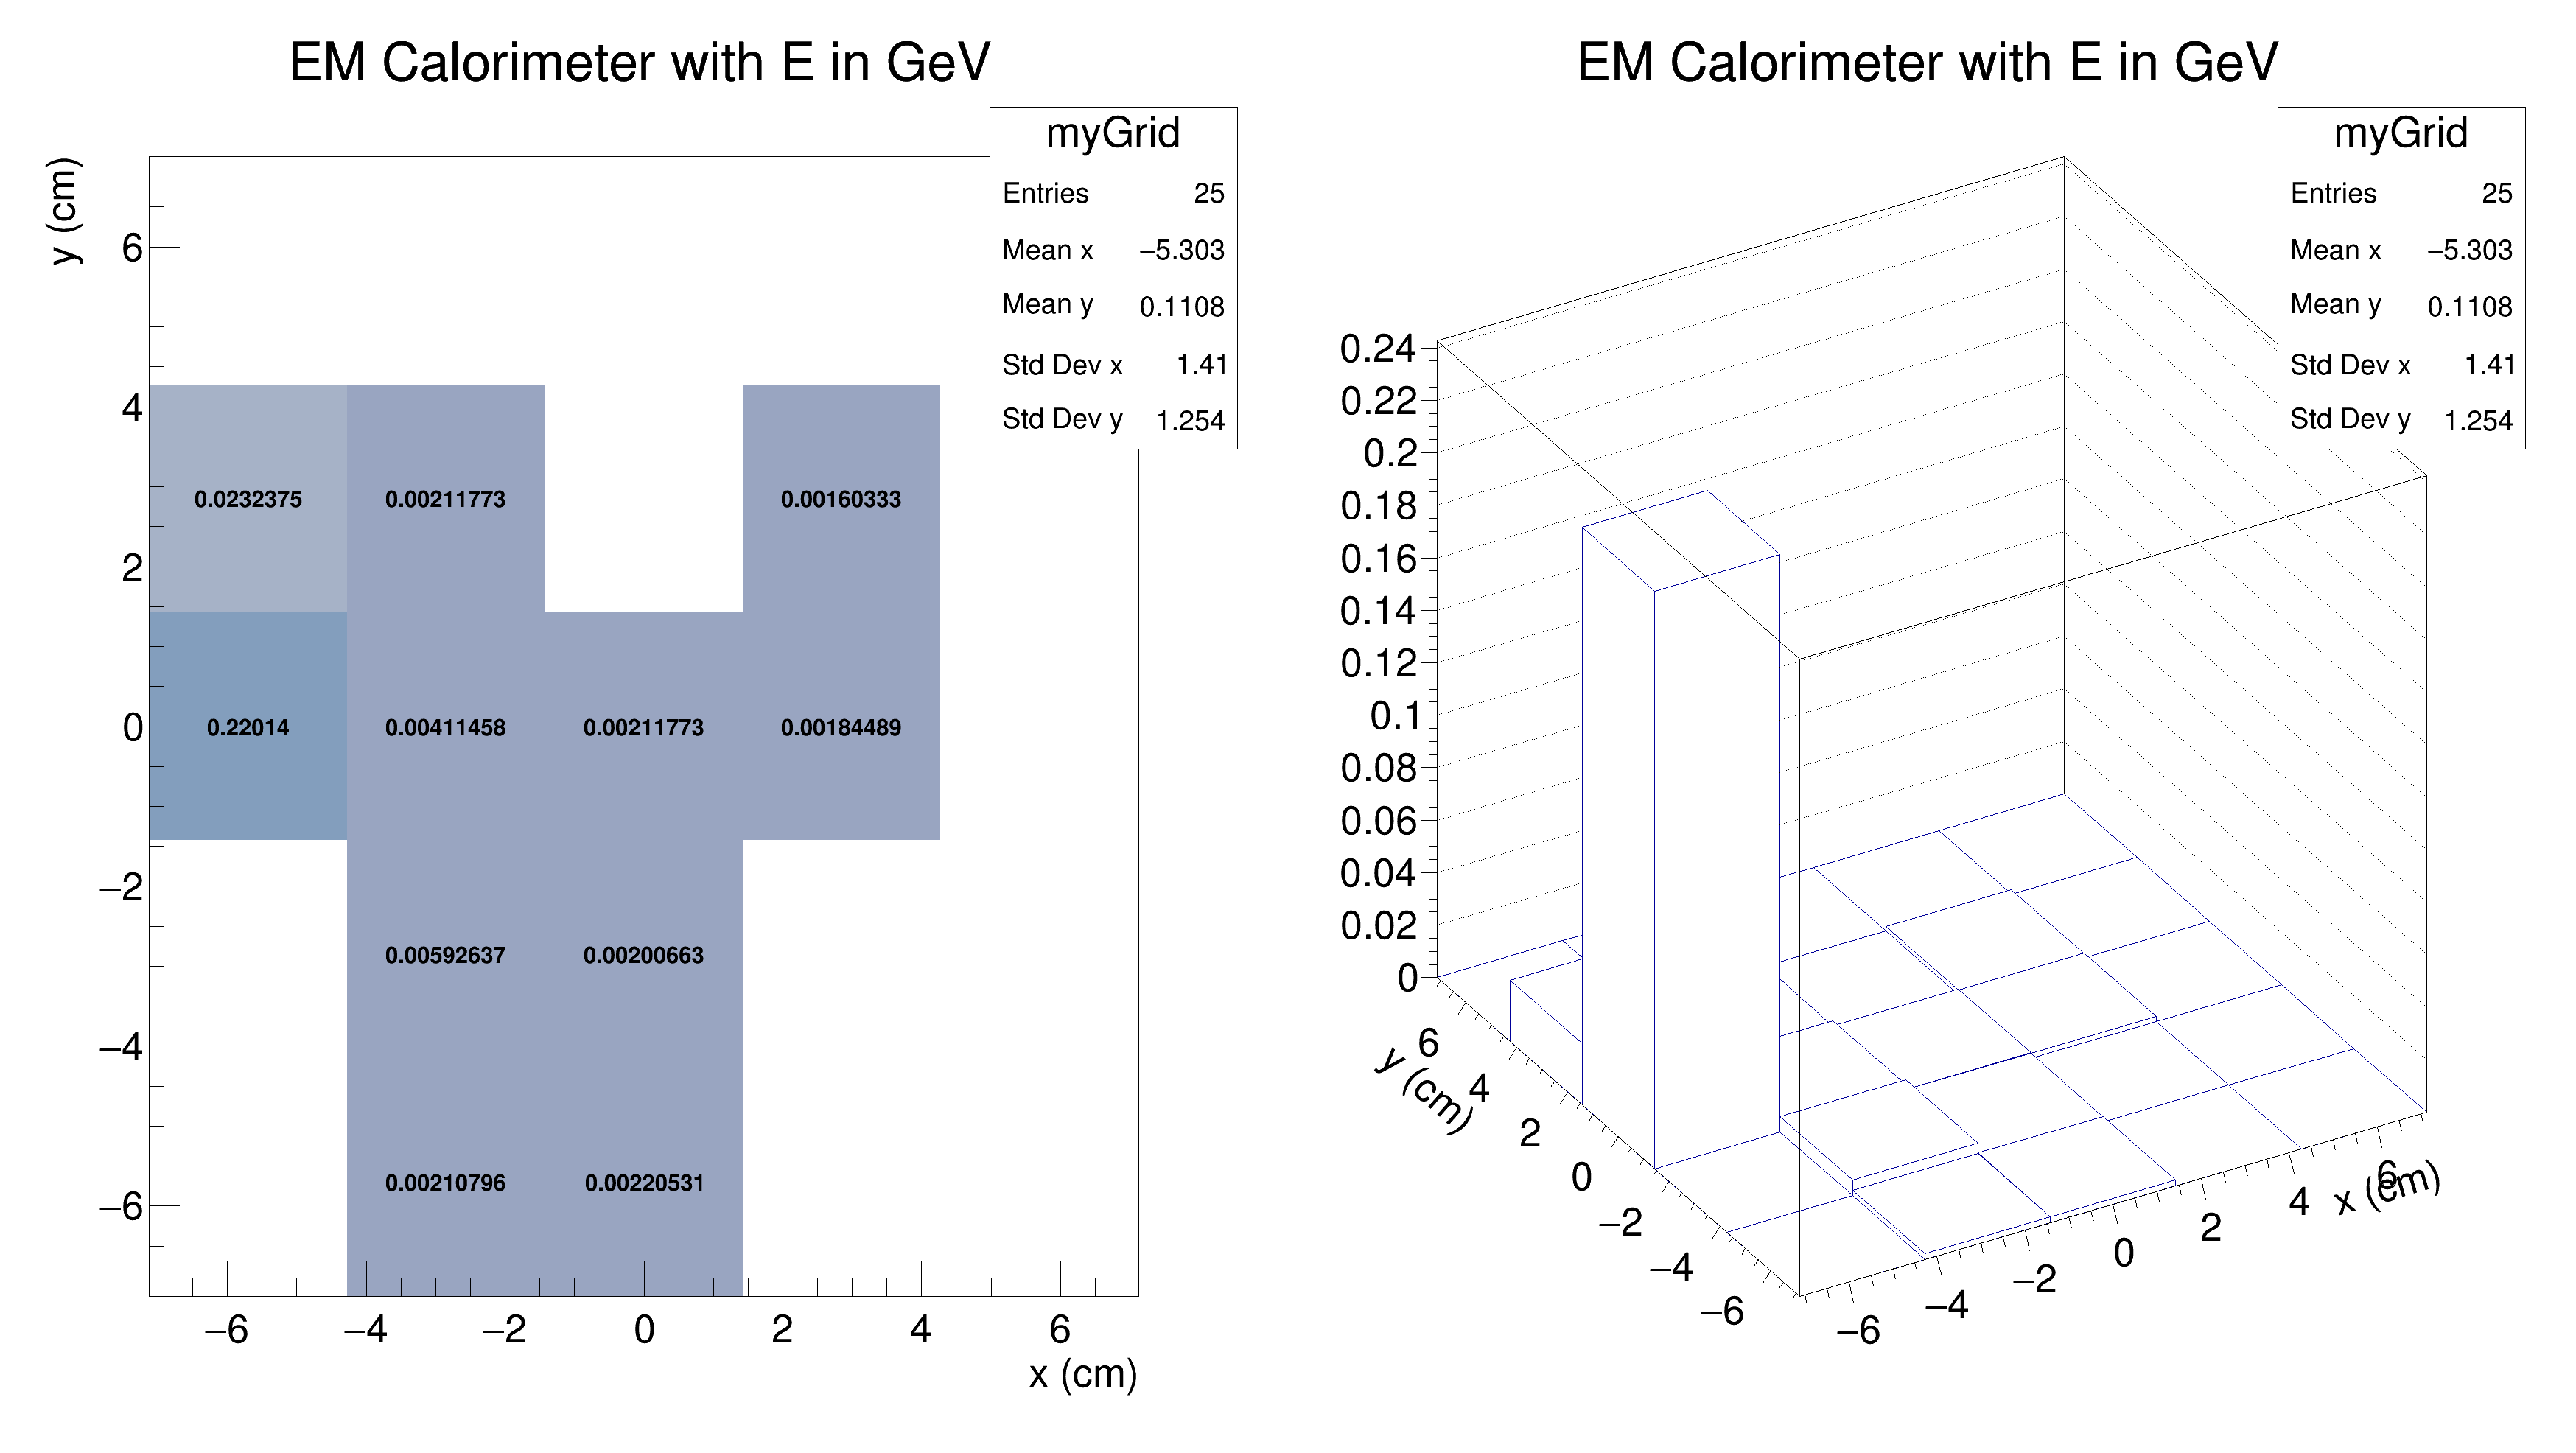 EM Calorimeter with E in GeV
myGrid
Entries 25
Mean x −5.303
Mean y 0.1108
Std Dev x 1.41
Std Dev y 1.254
y (cm)
6
4
2
0
−2
−4
−6
0.0232375 0.00211773 0.00160333
0.22014 0.00411458 0.00211773 0.00184489
0.00592637 0.00200663
0.00210796 0.00220531
−6 −4 −2 0 2 4 6
x (cm)
EM Calorimeter with E in GeV
myGrid
Entries 25
Mean x −5.303
Mean y 0.1108
Std Dev x 1.41
Std Dev y 1.254
0.24
0.22
0.2
0.18
0.16
0.14
0.12
0.1
0.08
0.06
0.04
0.02
0
y (cm)
6
4
2
0
−2
−4
−6
−6 −4 −2 0 2 4 6
x (cm)